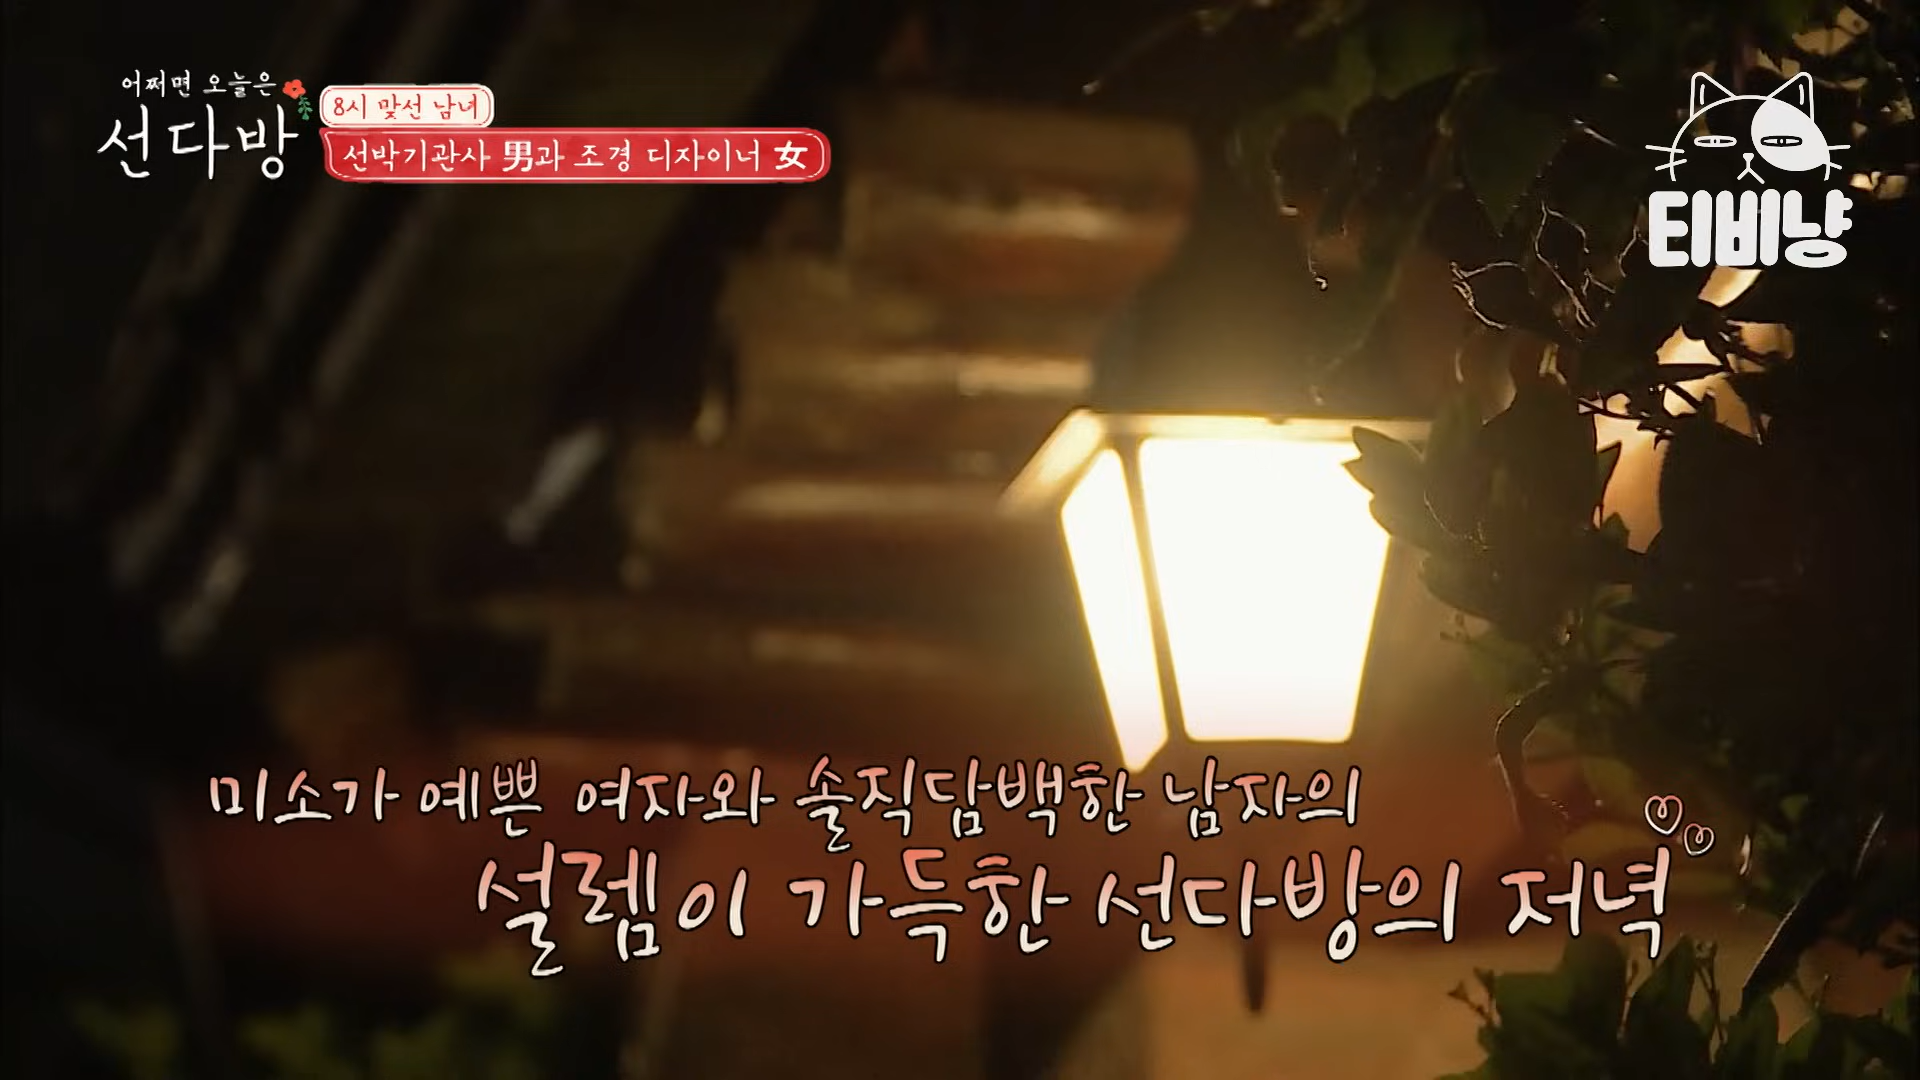 어쩌면 오늘은
선다방
8시 맞선 남녀
선박기관사 男과 조경 디자이너 女
티비냥
미소가 예쁜 여자와 솔직담백한 남자의
설렘이 가득한 선다방의 저녁